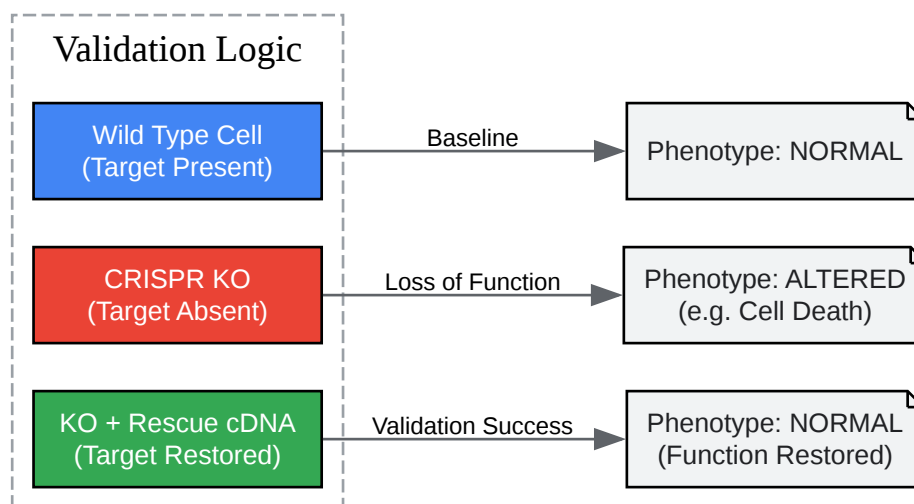 Validation Logic
Wild Type Cell
(Target Present)
Baseline
Phenotype: NORMAL
CRISPR KO
(Target Absent)
Loss of Function
Phenotype: ALTERED
(e.g. Cell Death)
KO + Rescue cDNA
(Target Restored)
Validation Success
Phenotype: NORMAL
(Function Restored)